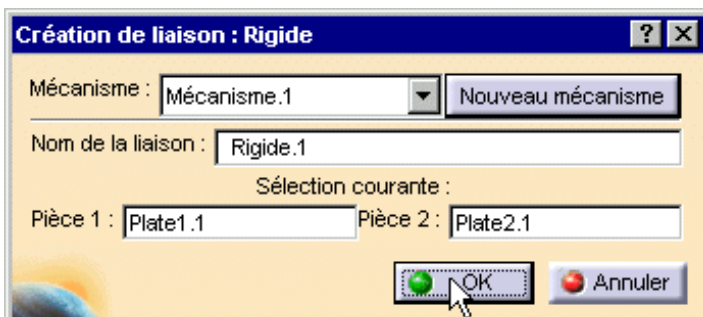 Création de liaison : Rigide ? X
Mécanisme : Mécanisme.1 Nouveau mécanisme
Nom de la liaison : Rigide.1
Sélection courante :
Pièce 1 : Plate1.1 Pièce 2 : Plate2.1
OK Annuler